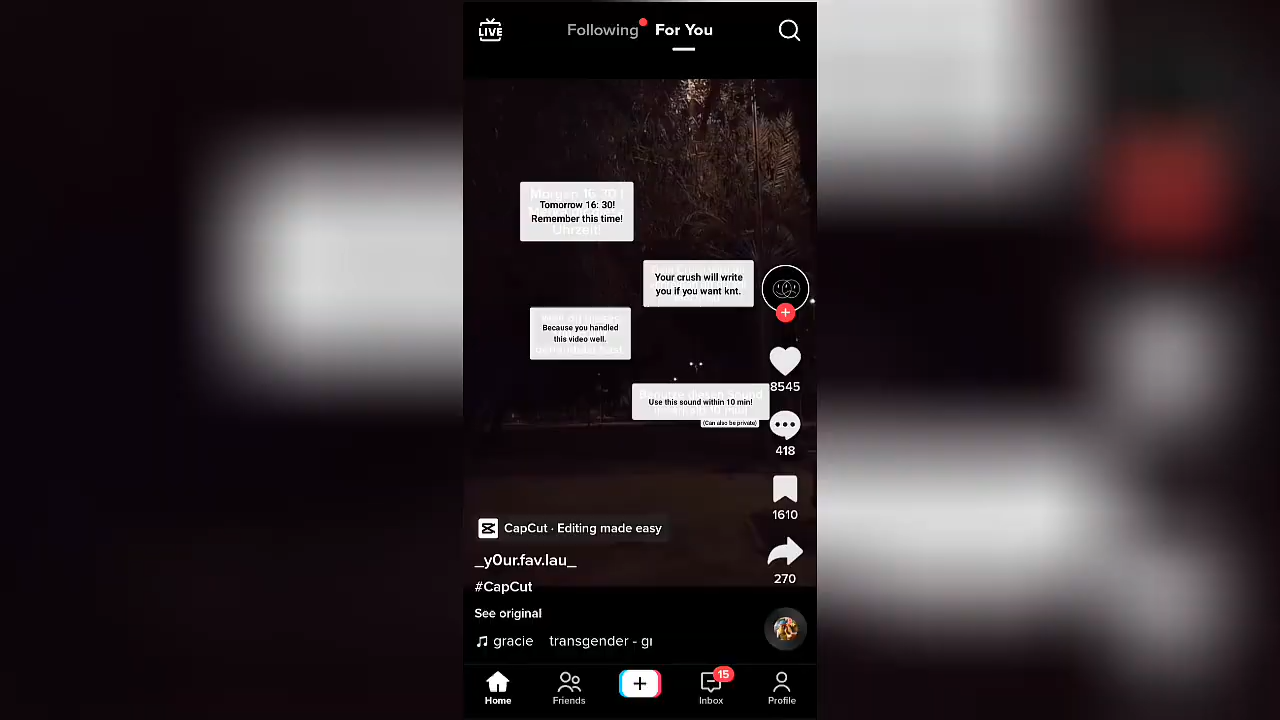 LIVE
Following
For You
Tomorrow 16: 30!
Remember this time!
Uhrzeit!
Your crush will write
you if you want knt.
Because you handled
this video well.
Use this sound within 10 min!
(Can also be private)
8545
418
1610
270
CapCut · Editing made easy
_y0ur.fav.lau_
#CapCut
See original
gracie transgender - gr
Home
Friends
15
Inbox
Profile